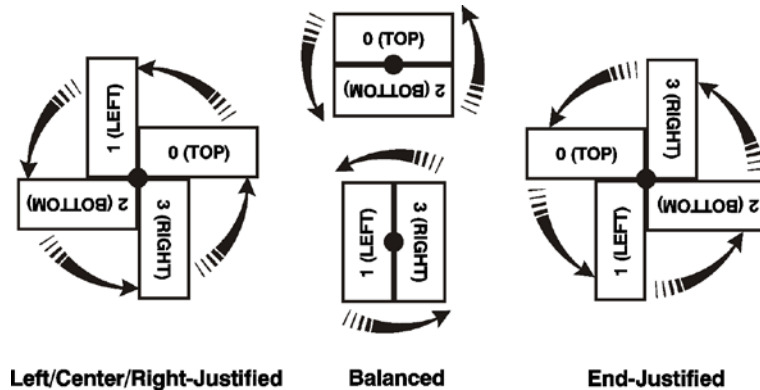 1 (LEFT)
0 (TOP)
2 (BOTTOM)
3 (RIGHT)
0 (TOP)
2 (BOTTOM)
1 (LEFT)
3 (RIGHT)
3 (RIGHT)
0 (TOP)
2 (BOTTOM)
1 (LEFT)
Left/Center/Right-Justified
Balanced
End-Justified